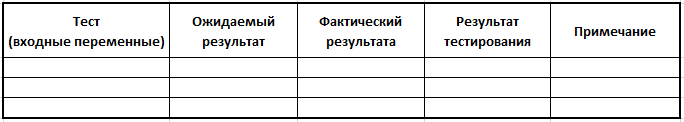 Тест
(входные переменные)
Ожидаемый
результат
Фактический
результата
Результат
тестирования
Примечание